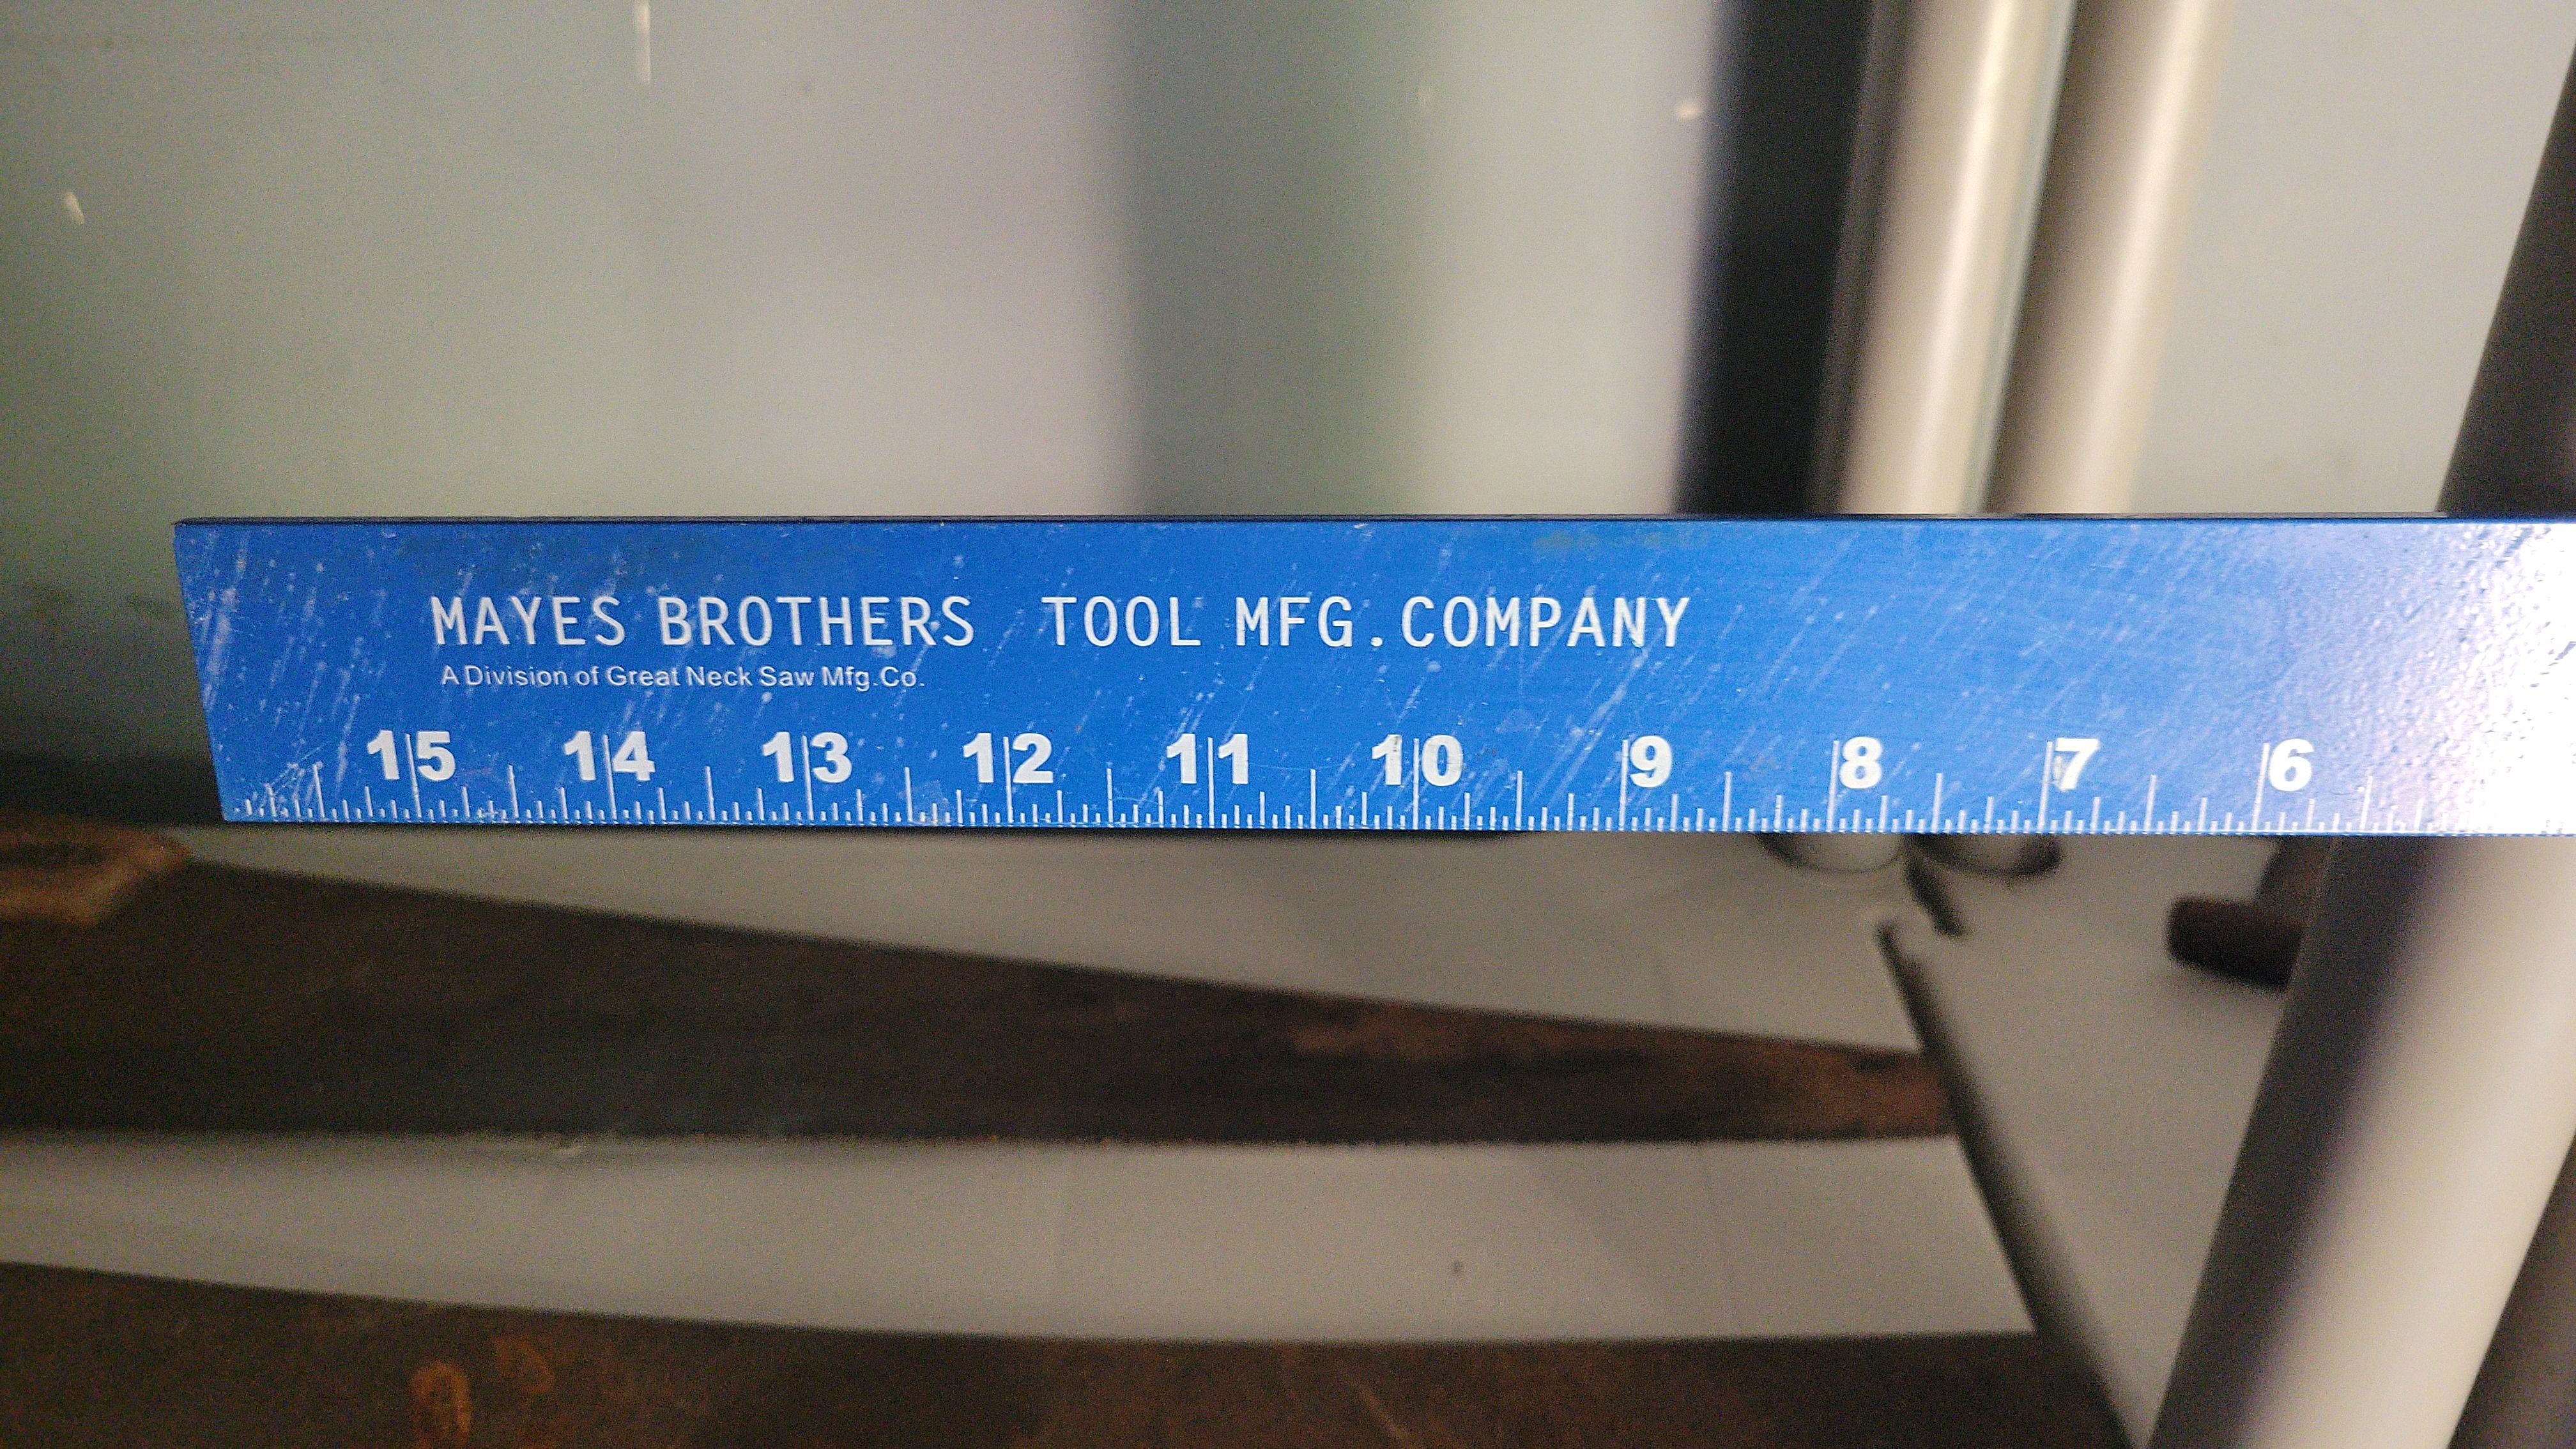 MAYES BROTHERS TOOL MFG.COMPANY
A Division of Great Neck Saw Mfg.Co.
15 14 13 12 11 10 9 8 7 6